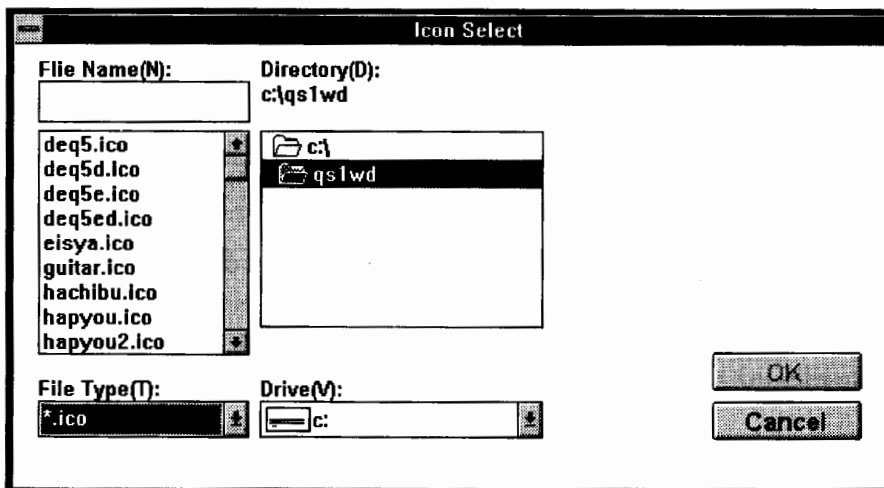 Icon Select
Flie Name(N):
Directory(D):
c:\qs1wd
deq5.ico
deq5d.ico
deq5e.ico
deq5ed.ico
eisya.ico
guitar.ico
hachibu.ico
hapyou.ico
hapyou2.ico
c:\
qs1wd
File Type(T):
*.ico
Drive(V):
c:
OK
Cancel